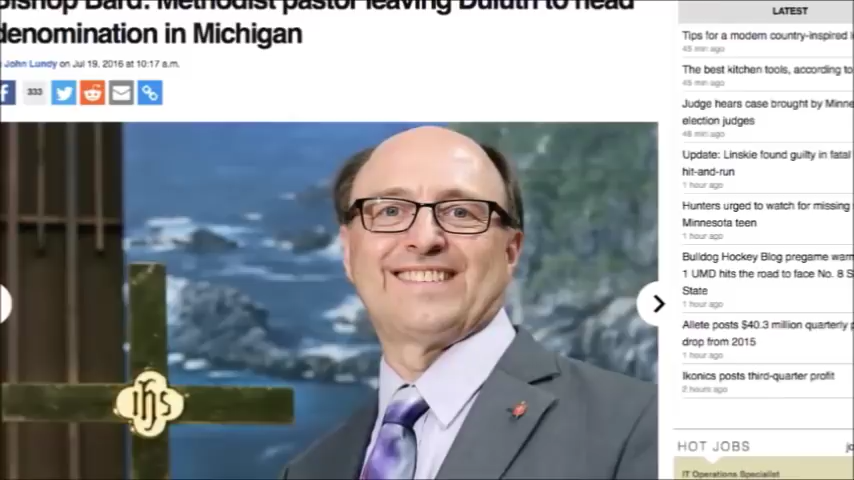 Bishop Bard: Methodist pastor leaving Duluth to head
denomination in Michigan
John Lundy on Jul 19, 2016 at 10:17 a.m.
f 333
IHS
LATEST
Tips for a modern country-inspired
45 min ago
The best kitchen tools, according to
45 min ago
Judge hears case brought by Minne
election judges
48 min ago
Update: Linskie found guilty in fatal
hit-and-run
1 hour ago
Hunters urged to watch for missing
Minnesota teen
1 hour ago
Bulldog Hockey Blog pregame warm
1 UMD hits the road to face No. 8 S
State
1 hour ago
Allete posts $40.3 million quarterly p
drop from 2015
1 hour ago
Ikonics posts third-quarter profit
2 hours ago
HOT JOBS jo
IT Operations Specialist